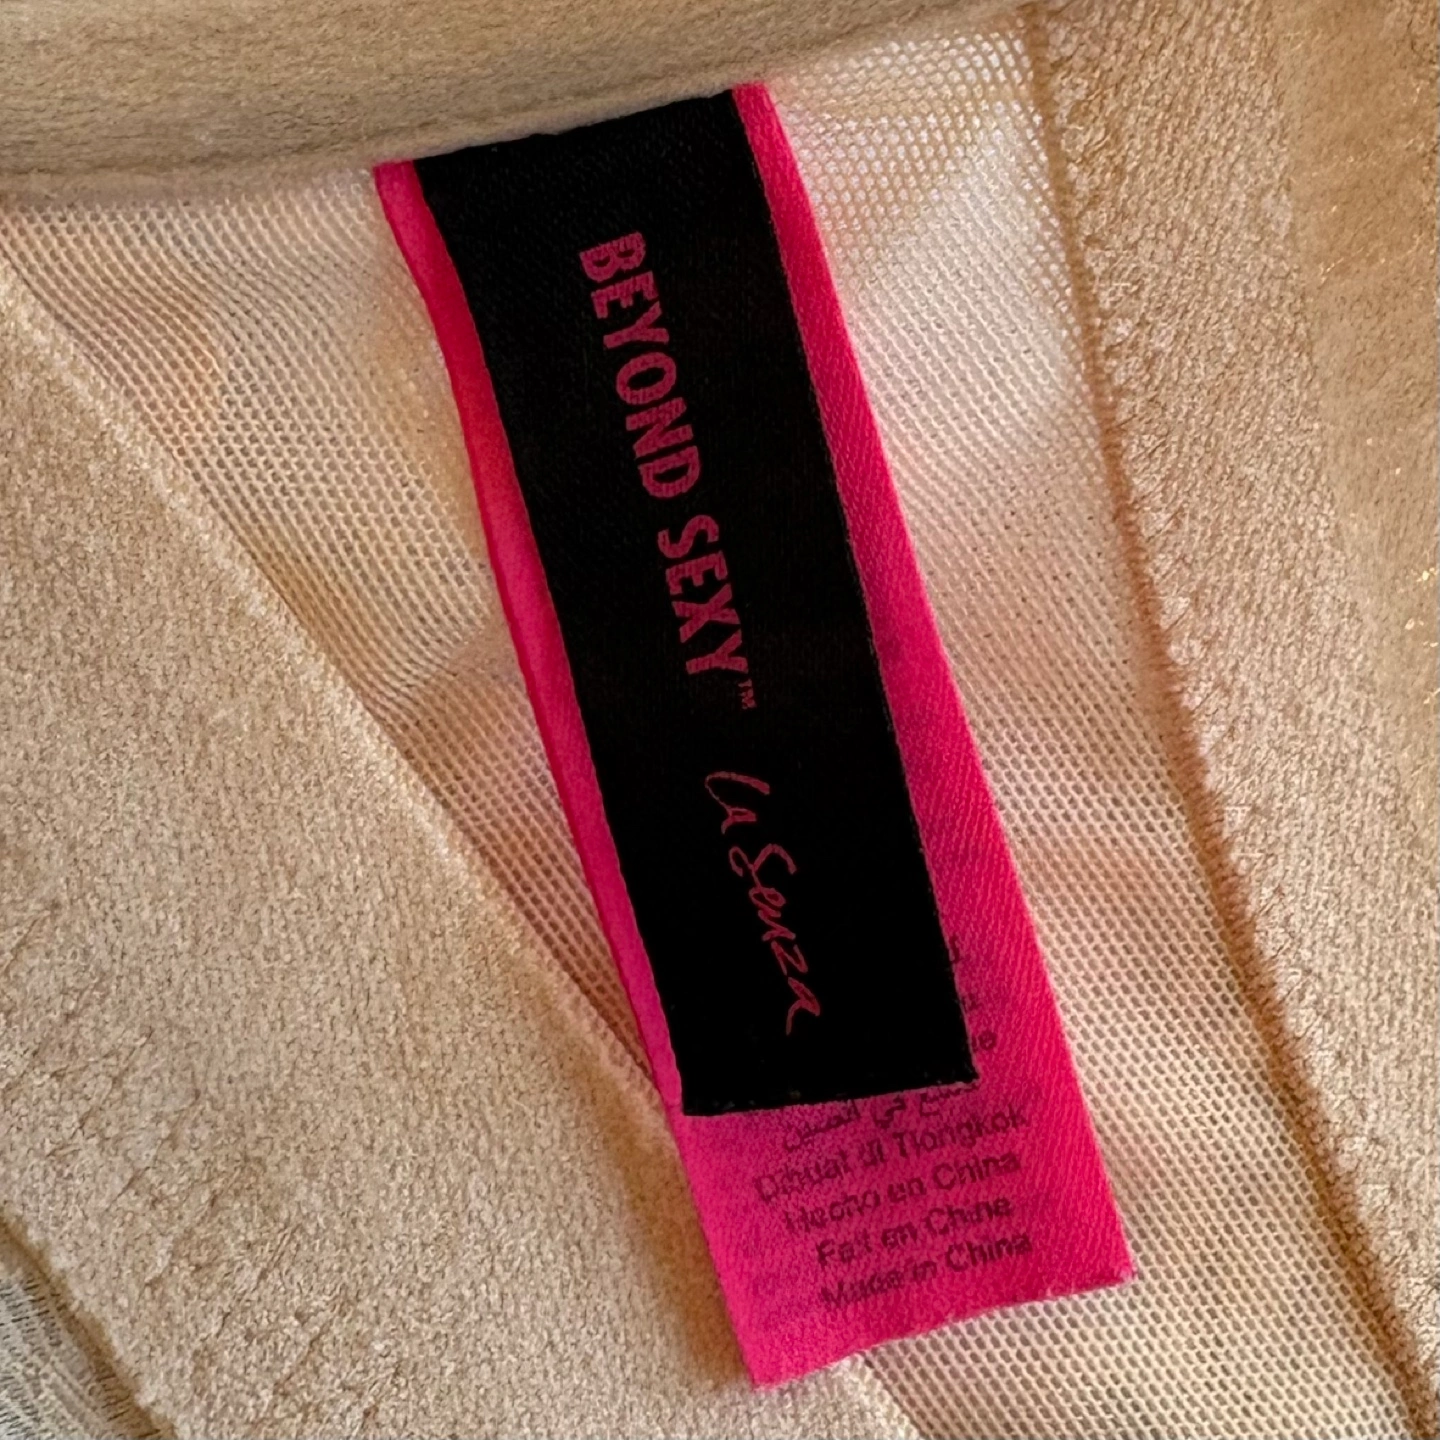 BEYOND SEXY™ La Senza
صنع في الصين
Dibuat di Tiongkok
Hecho en China
Fait en Chine
Made in China